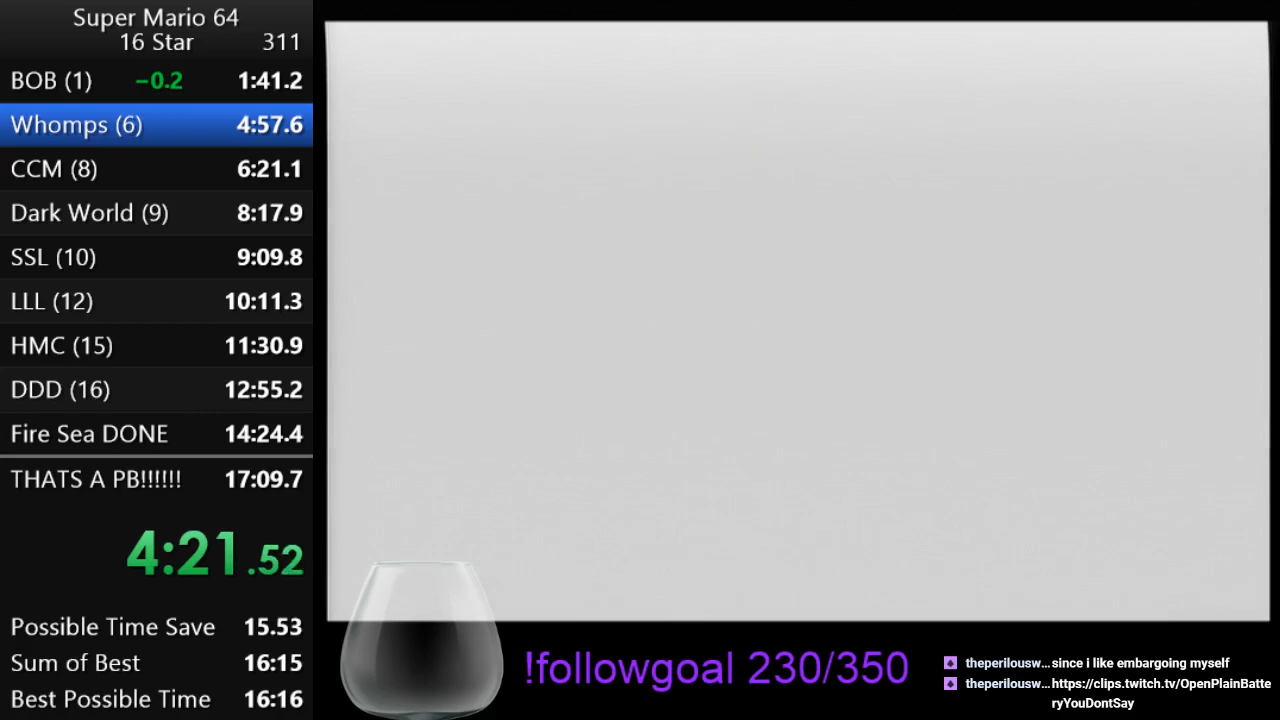 Super Mario 64
16 Star 311
BOB (1) −0.2 1:41.2
Whomps (6) 4:57.6
CCM (8) 6:21.1
Dark World (9) 8:17.9
SSL (10) 9:09.8
LLL (12) 10:11.3
HMC (15) 11:30.9
DDD (16) 12:55.2
Fire Sea DONE 14:24.4
THATS A PB!!!!!! 17:09.7
4:21.52
Possible Time Save 15.53
Sum of Best 16:15
Best Possible Time 16:16
!followgoal 230/350
theperilousw... since i like embargoing myself
theperilousw... https://clips.twitch.tv/OpenPlainBatte
ryYouDontSay